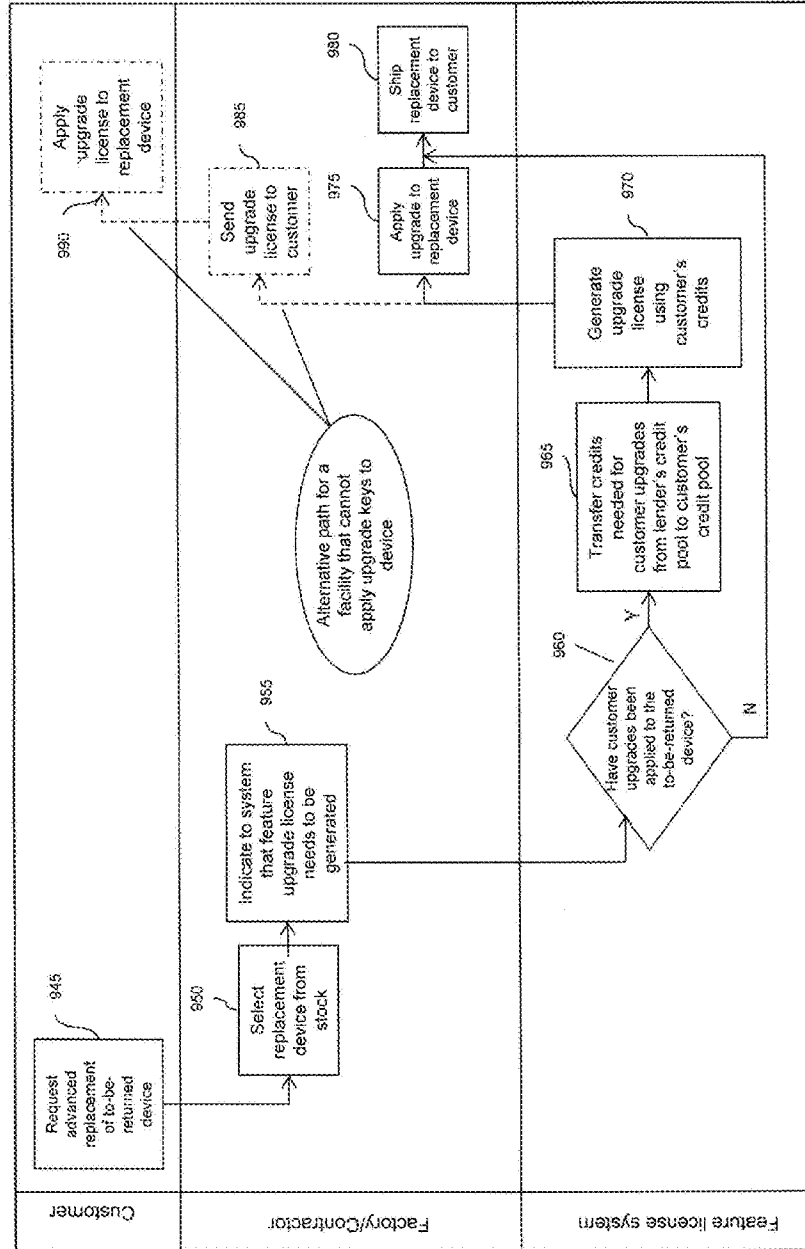 Customer
Request
advanced
replacement
of to-be-
returned
device
945
Apply
upgrade
license to
replacement
device
990
Factory/Contractor
Select
replacement
device from
stock
950
Indicate to system
that feature
upgrade license
needs to be
generated
955
Alternative path for a
facility that cannot
apply upgrade keys to
device
Send
upgrade
license to
customer
985
Apply
upgrade to
replacement
device
975
Ship
replacement
device to
customer
980
Feature license system
Have customer
upgrades been
applied to the
to-be-returned
device?
960
Y
N
Transfer credits
needed for
customer upgrades
from lender's credit
pool to customer's
credit pool
965
Generate
upgrade
license
using
customer's
credits
970